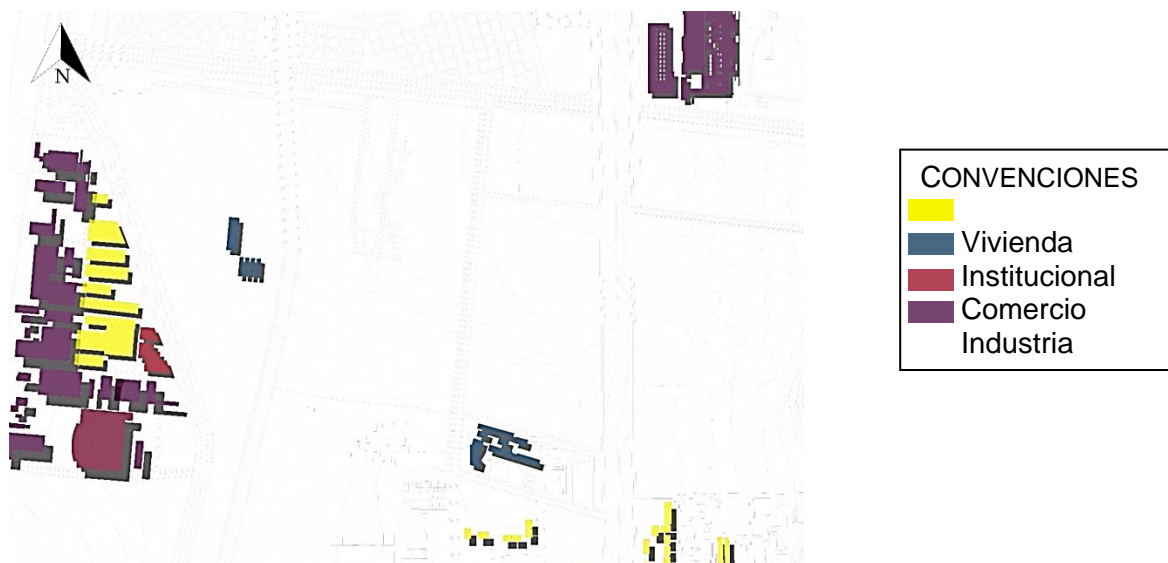 N
CONVENCIONES
Vivienda
Institucional
Comercio
Industria